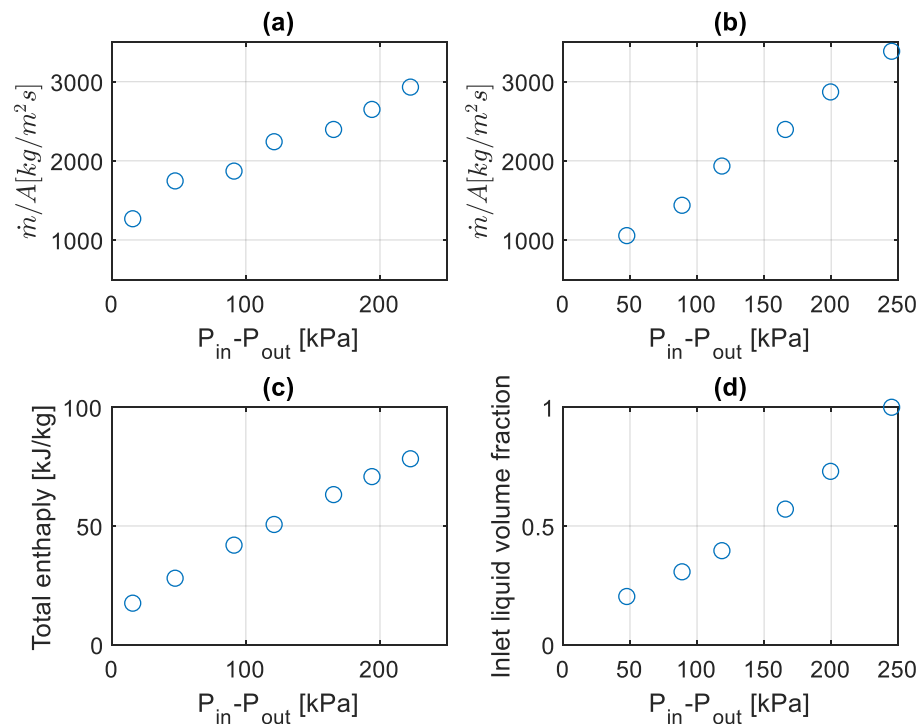 (a)
ṁ/A[kg/m²s]
3000
2000
1000
0 100 200
P_in-P_out [kPa]
(b)
ṁ/A[kg/m²s]
3000
2000
1000
0 50 100 150 200 250
P_in-P_out [kPa]
(c)
Total enthaply [kJ/kg]
100
50
0
0 100 200
P_in-P_out [kPa]
(d)
Inlet liquid volume fraction
1
0.5
0
0 50 100 150 200 250
P_in-P_out [kPa]